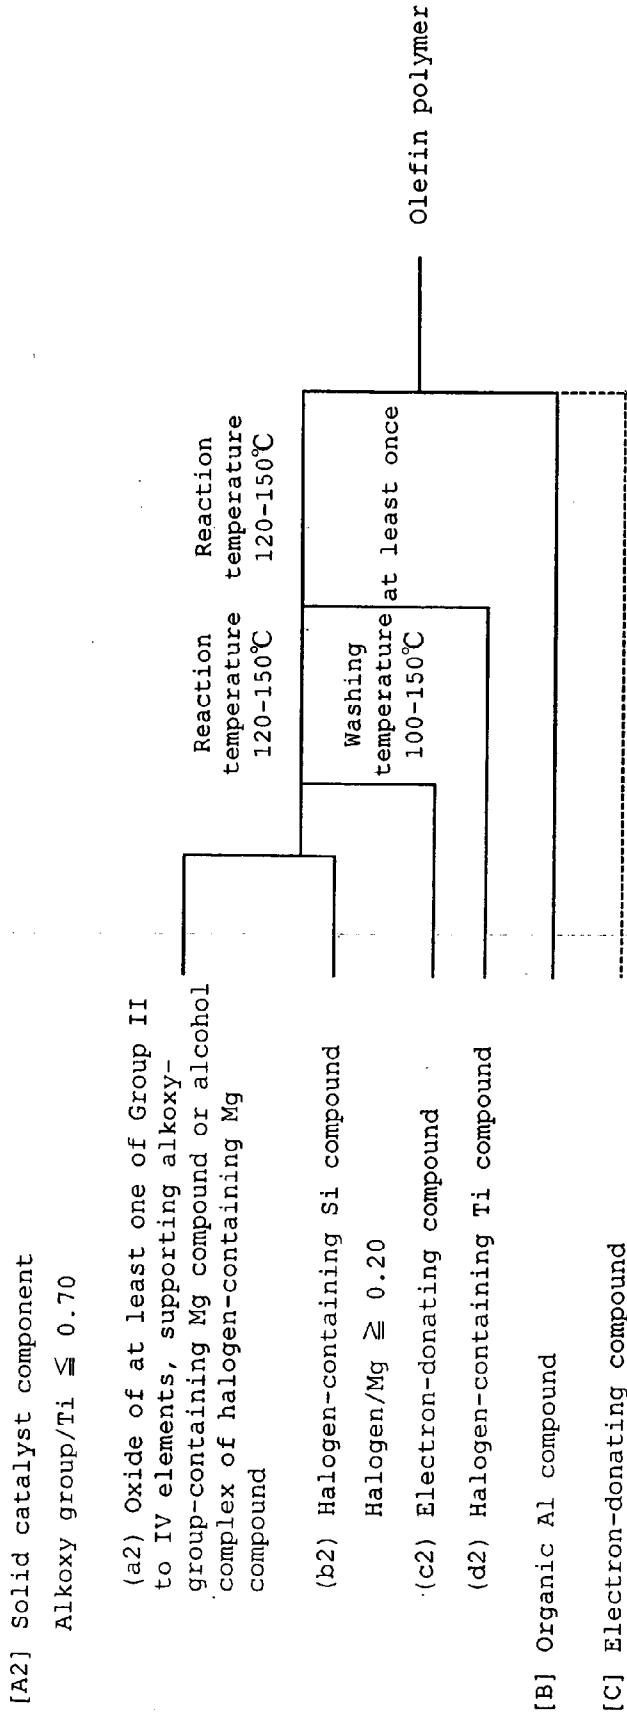 [A2] Solid catalyst component
Alkoxy group/Ti ≦ 0.70
(a2) Oxide of at least one of Group II
to IV elements, supporting alkoxy-
group-containing Mg compound or alcohol
complex of halogen-containing Mg
compound
(b2) Halogen-containing Si compound
Halogen/Mg ≧ 0.20
(c2) Electron-donating compound
(d2) Halogen-containing Ti compound
[B] Organic Al compound
[C] Electron-donating compound
Reaction
temperature
120-150℃
Washing
temperature at least once
100-150℃
Reaction
temperature
120-150℃
Olefin polymer